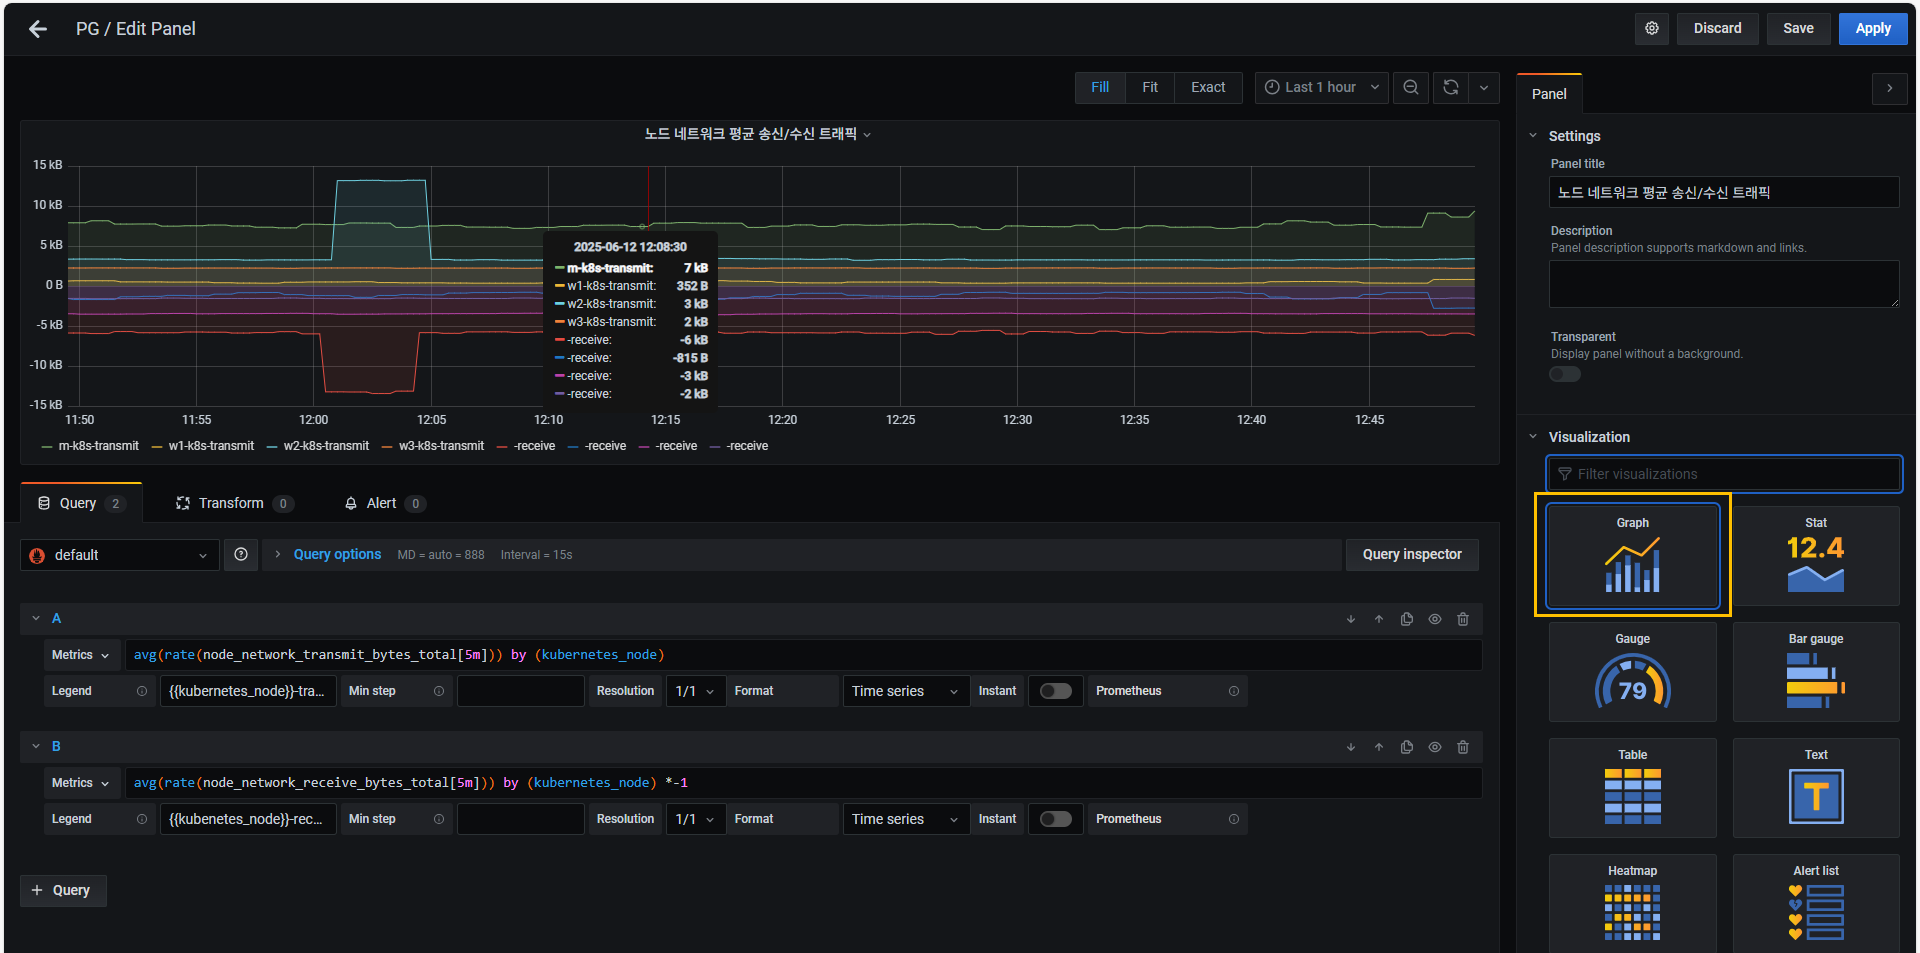 PG / Edit Panel
Discard
Save
Apply
Fill
Fit
Exact
Last 1 hour
노드 네트워크 평균 송신/수신 트래픽
15 kB
10 kB
5 kB
0 B
-5 kB
-10 kB
-15 kB
11:50
11:55
12:00
12:05
12:10
12:15
12:20
12:25
12:30
12:35
12:40
12:45
2025-06-12 12:08:30
m-k8s-transmit: 7 kB
w1-k8s-transmit: 352 B
w2-k8s-transmit: 3 kB
w3-k8s-transmit: 2 kB
-receive: -6 kB
-receive: -815 B
-receive: -3 kB
-receive: -2 kB
m-k8s-transmit w1-k8s-transmit w2-k8s-transmit w3-k8s-transmit -receive -receive -receive -receive
Query 2
Transform 0
Alert 0
default
Query options MD = auto = 888 Interval = 15s
Query inspector
A
Metrics
avg(rate(node_network_transmit_bytes_total[5m])) by (kubernetes_node)
Legend {{kubernetes_node}}-tra... Min step Resolution 1/1 Format Time series Instant Prometheus
B
Metrics
avg(rate(node_network_receive_bytes_total[5m])) by (kubernetes_node) *-1
Legend {{kubenetes_node}}-rec... Min step Resolution 1/1 Format Time series Instant Prometheus
+ Query
Panel
Settings
Panel title
노드 네트워크 평균 송신/수신 트래픽
Description
Panel description supports markdown and links.
Transparent
Display panel without a background.
Visualization
Filter visualizations
Graph
Stat
12.4
Gauge
79
Bar gauge
Table
Text
T
Heatmap
Alert list